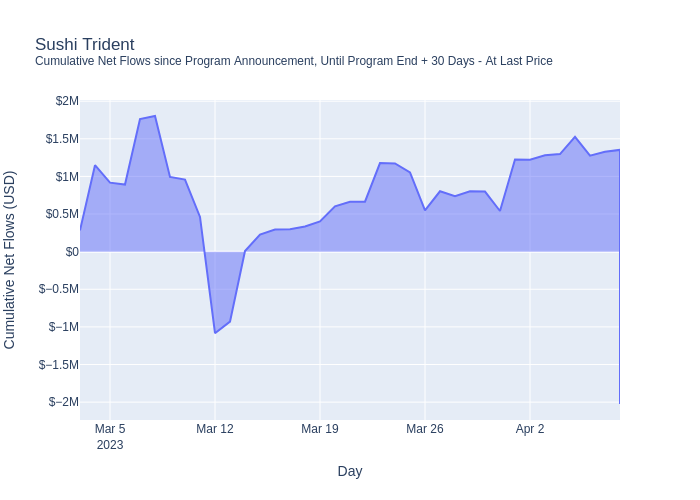 Sushi Trident
Cumulative Net Flows since Program Announcement, Until Program End + 30 Days - At Last Price
Cumulative Net Flows (USD)
$2M
$1.5M
$1M
$0.5M
$0
$−0.5M
$−1M
$−1.5M
$−2M
Mar 5
2023
Mar 12
Mar 19
Mar 26
Apr 2
Day